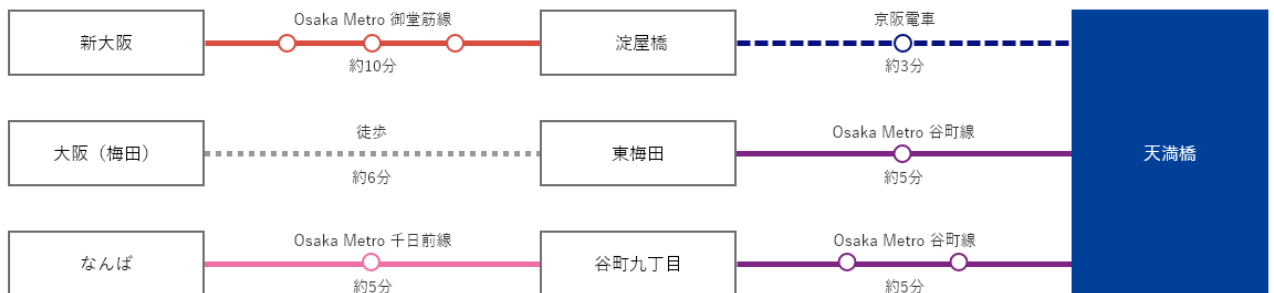 Osaka Metro 御堂筋線
京阪電車
新大阪
淀屋橋
約10分
約3分
徒歩
Osaka Metro 谷町線
大阪（梅田）
東梅田
天満橋
約6分
約5分
Osaka Metro 千日前線
Osaka Metro 谷町線
なんば
谷町九丁目
約5分
約5分